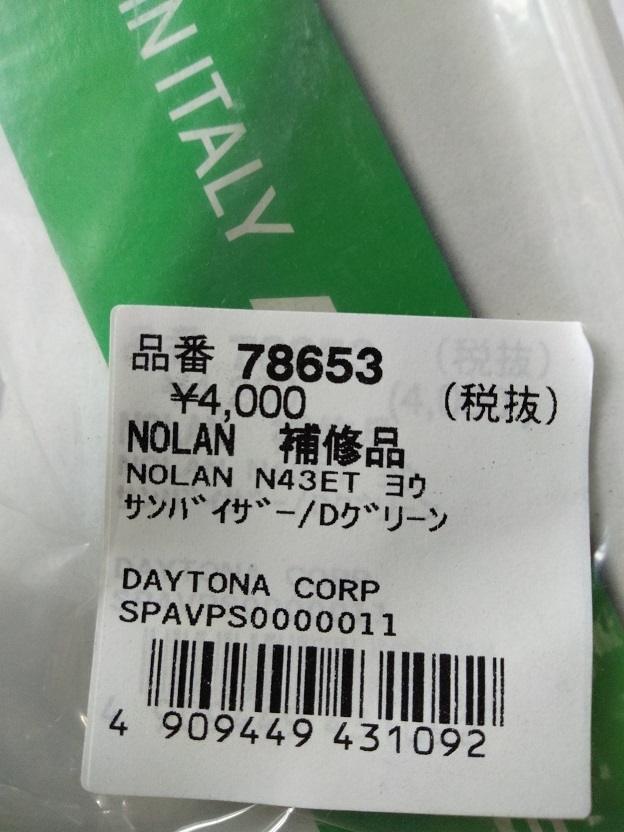 IN ITALY
品番 78653
¥4,000 (税抜)
NOLAN 補修品
NOLAN N43ET ヨウ
サンバイザー/Dグリーン
DAYTONA CORP
SPAVPS0000011
4 909449 431092